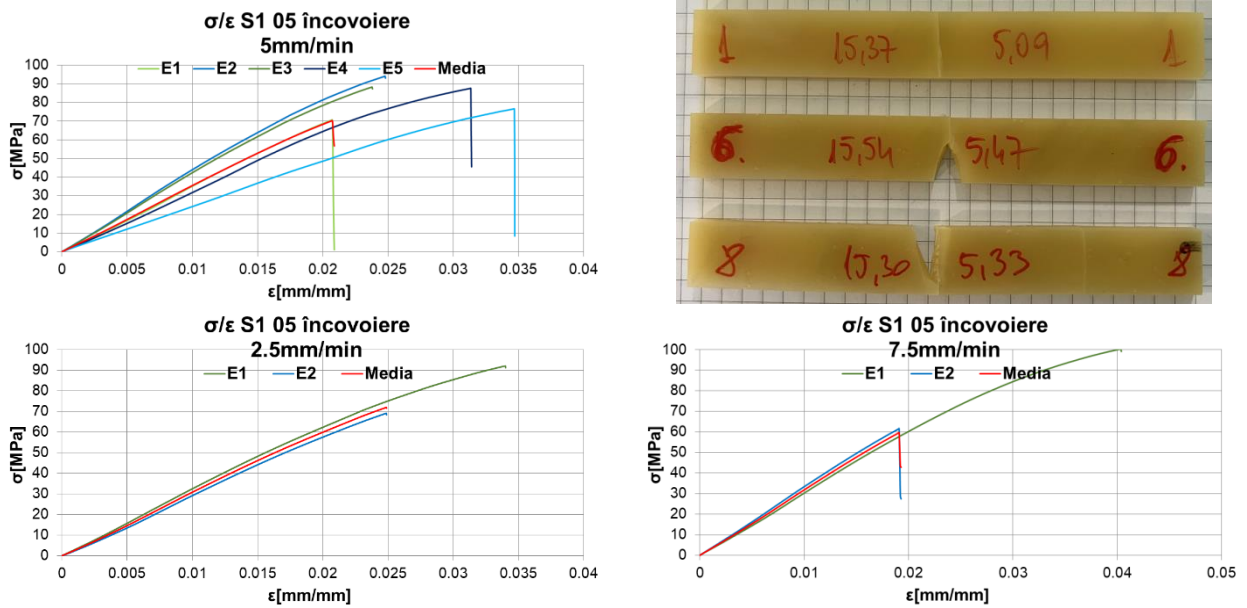 σ/ε S1 05 încovoiere
5mm/min
E1 E2 E3 E4 E5 Media
σ[MPa]
100
90
80
70
60
50
40
30
20
10
0
0 0.005 0.01 0.015 0.02 0.025 0.03 0.035 0.04
ε[mm/mm]
1 15,37 5,09 1
6. 15,54 5,47 6.
8 15,30 5,33 8
σ/ε S1 05 încovoiere
2.5mm/min
E1 E2 Media
σ[MPa]
100
90
80
70
60
50
40
30
20
10
0
0 0.005 0.01 0.015 0.02 0.025 0.03 0.035 0.04
ε[mm/mm]
σ/ε S1 05 încovoiere
7.5mm/min
E1 E2 Media
σ[MPa]
100
90
80
70
60
50
40
30
20
10
0
0 0.01 0.02 0.03 0.04 0.05
ε[mm/mm]